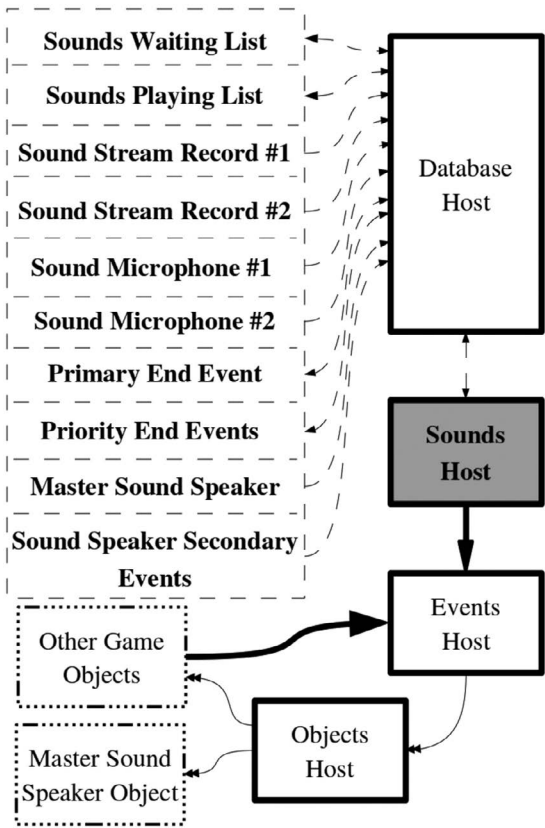 Sounds Waiting List
Sounds Playing List
Sound Stream Record #1
Sound Stream Record #2
Sound Microphone #1
Sound Microphone #2
Primary End Event
Priority End Events
Master Sound Speaker
Sound Speaker Secondary
Events
Database
Host
Sounds
Host
Events
Host
Other Game
Objects
Objects
Host
Master Sound
Speaker Object